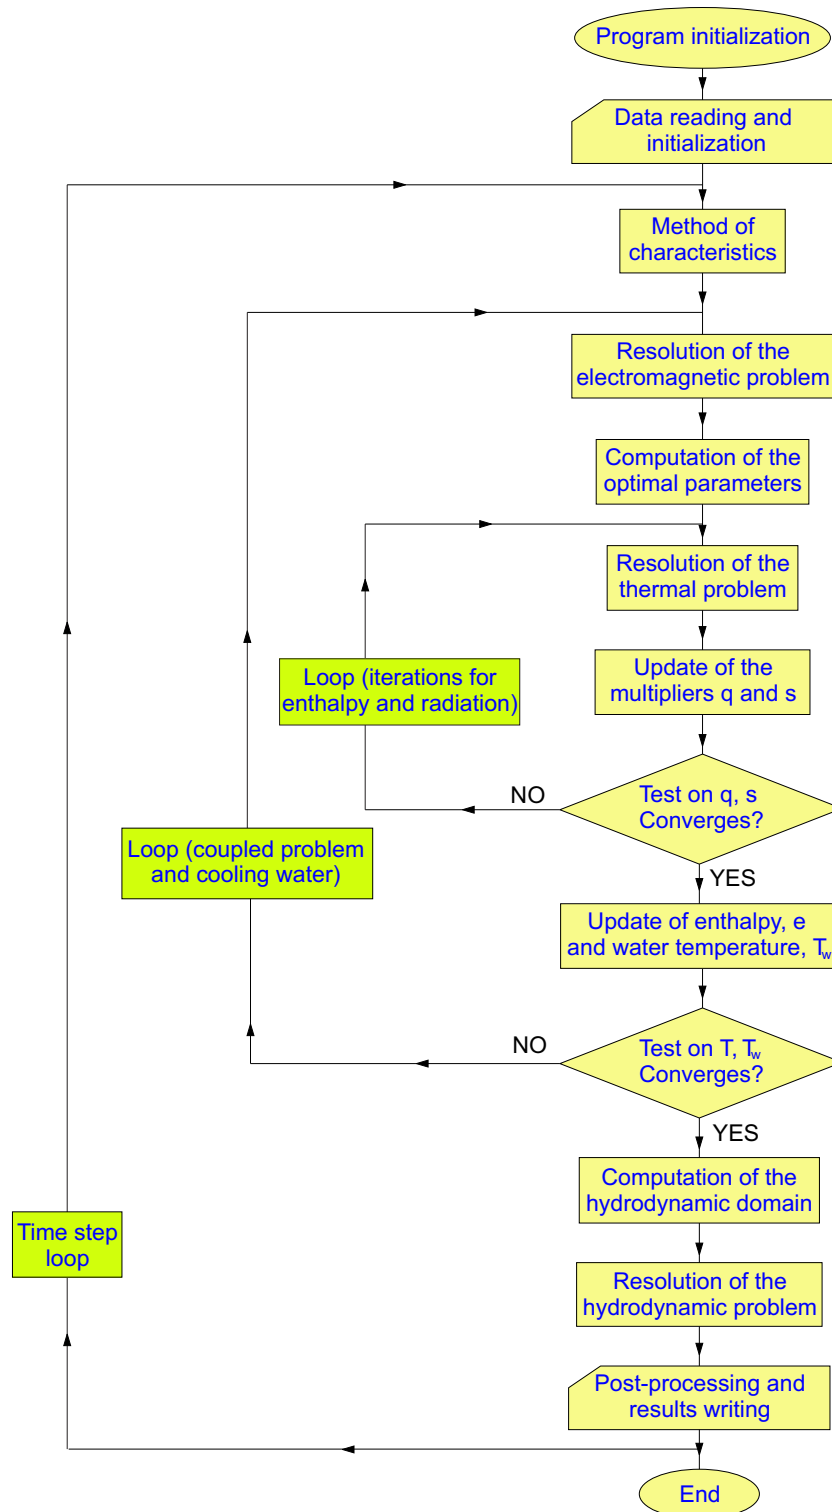 Program initialization
Data reading and
initialization
Method of
characteristics
Resolution of the
electromagnetic problem
Computation of the
optimal parameters
Resolution of the
thermal problem
Loop (iterations for
enthalpy and radiation)
Update of the
multipliers q and s
NO
Test on q, s
Converges?
Loop (coupled problem
and cooling water)
YES
Update of enthalpy, e
and water temperature, Tw
NO
Test on T, Tw
Converges?
YES
Computation of the
hydrodynamic domain
Time step
loop
Resolution of the
hydrodynamic problem
Post-processing and
results writing
End